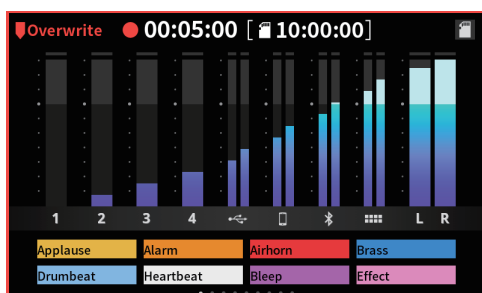 Overwrite 00:05:00 [ 10:00:00]
1 2 3 4 L R
Applause Alarm Airhorn Brass
Drumbeat Heartbeat Bleep Effect